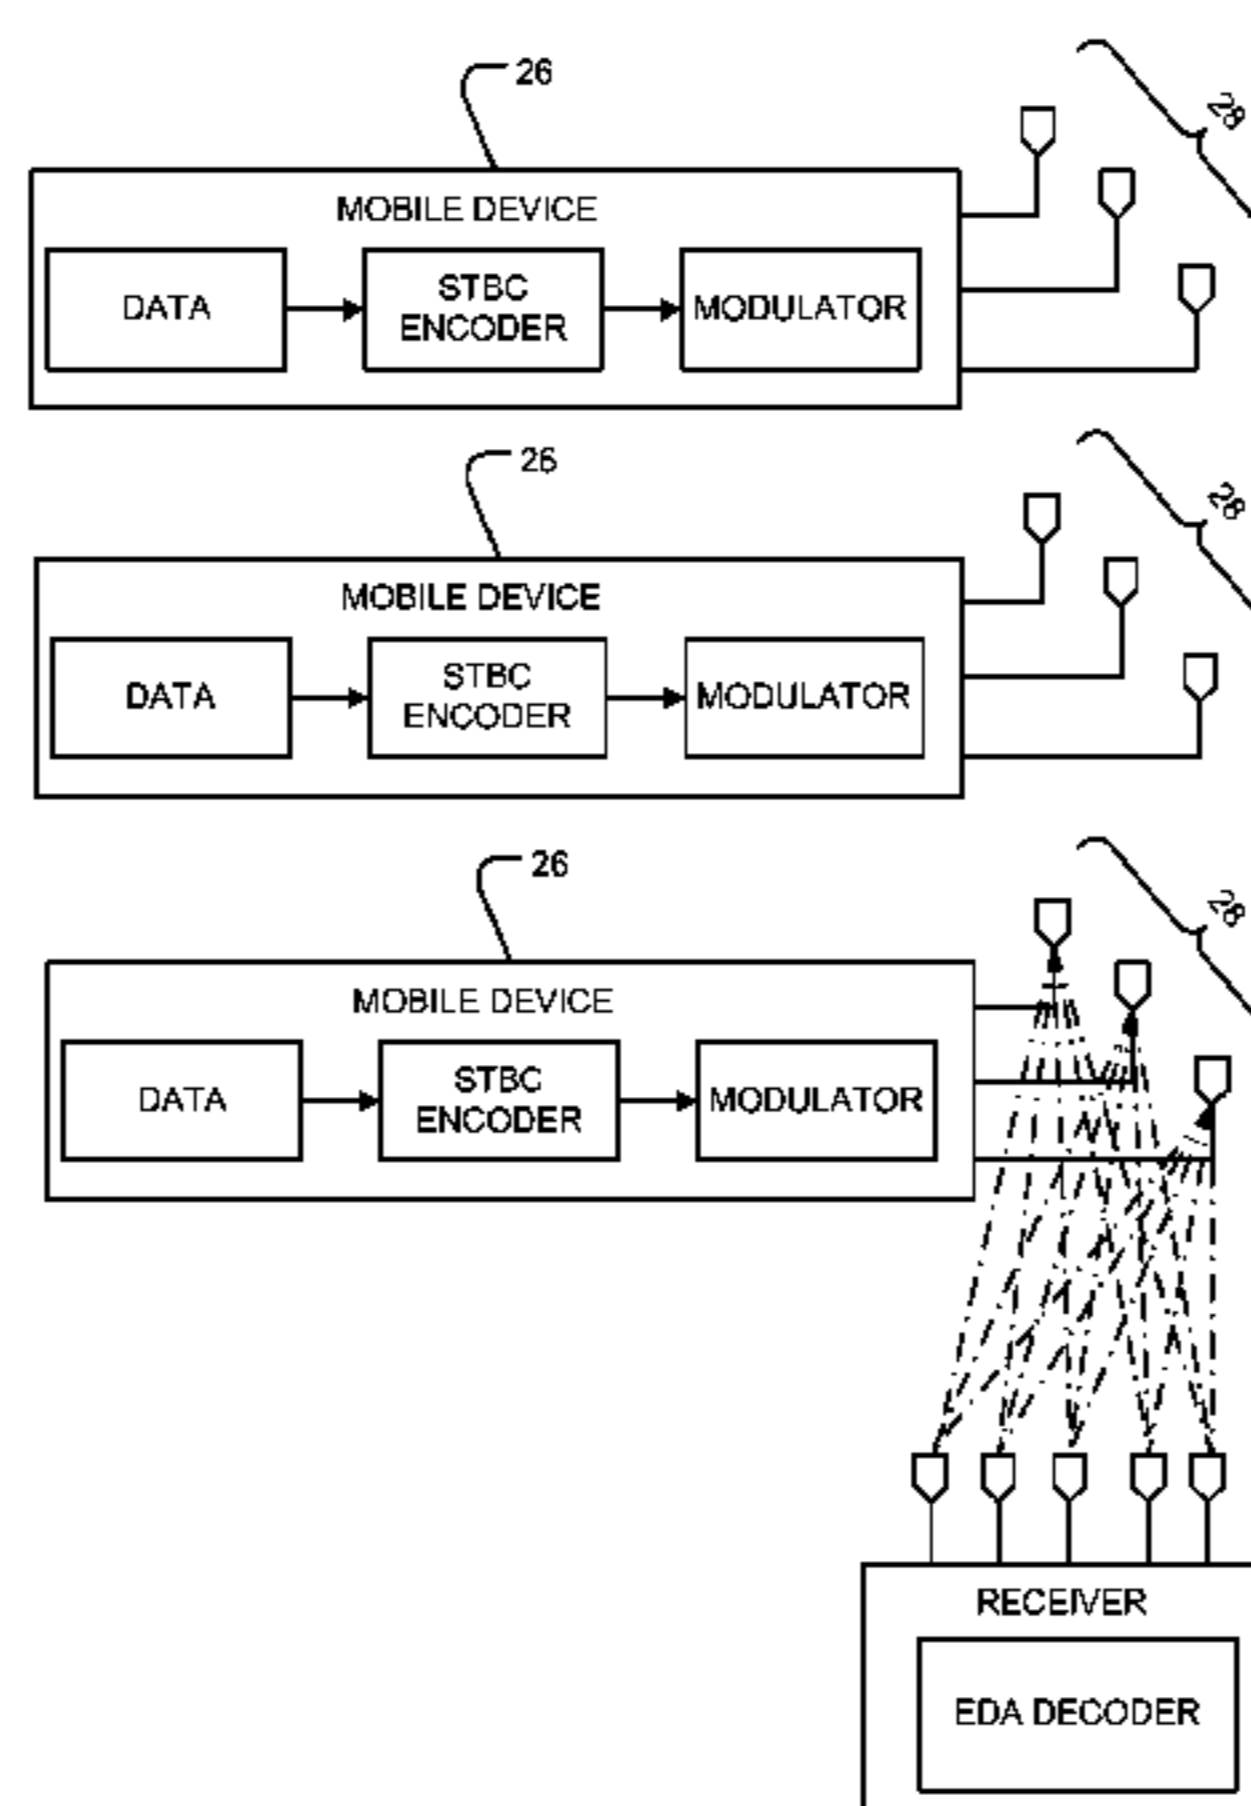 26
28
MOBILE DEVICE
DATA
STBC
ENCODER
MODULATOR
26
28
MOBILE DEVICE
DATA
STBC
ENCODER
MODULATOR
26
28
MOBILE DEVICE
DATA
STBC
ENCODER
MODULATOR
RECEIVER
EDA DECODER